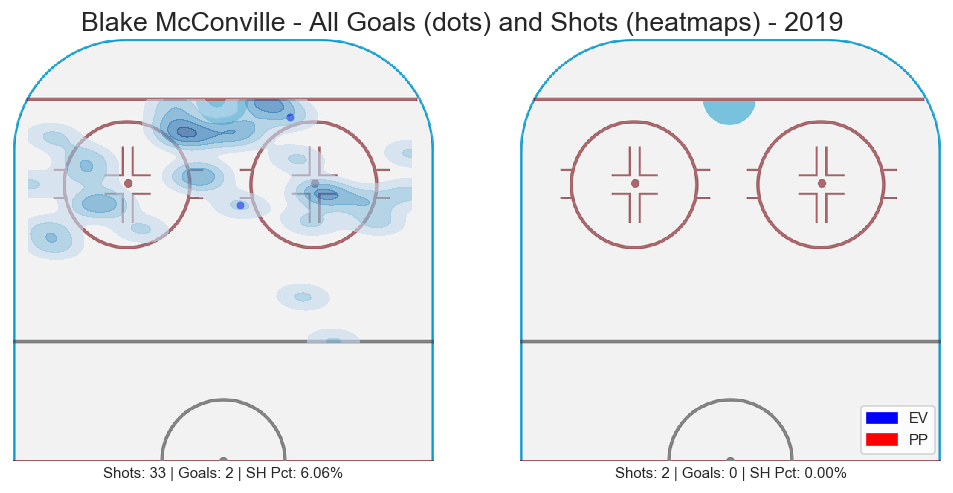 Blake McConville - All Goals (dots) and Shots (heatmaps) - 2019
EV
PP
Shots: 33 | Goals: 2 | SH Pct: 6.06%
Shots: 2 | Goals: 0 | SH Pct: 0.00%